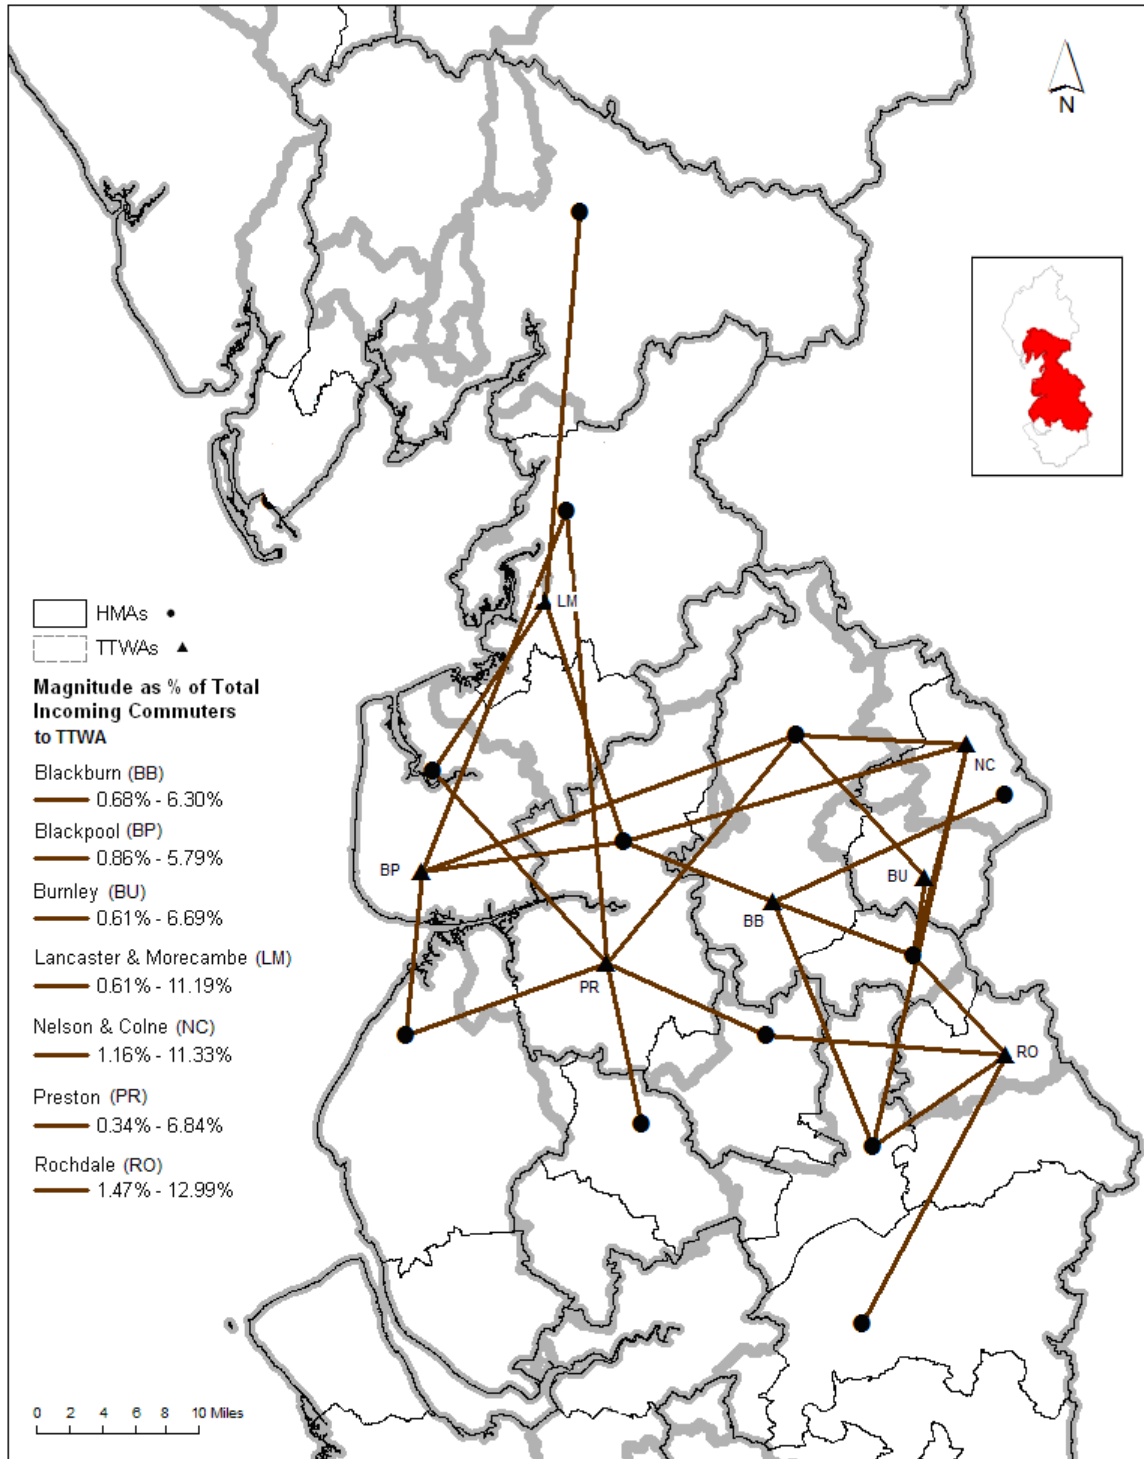 N
HMAs
TTWAs
Magnitude as % of Total
Incoming Commuters
to TTWA
Blackburn (BB)
0.68% - 6.30%
Blackpool (BP)
0.86% - 5.79%
Burnley (BU)
0.61% - 6.69%
Lancaster & Morecambe (LM)
0.61% - 11.19%
Nelson & Colne (NC)
1.16% - 11.33%
Preston (PR)
0.34% - 6.84%
Rochdale (RO)
1.47% - 12.99%
0 2 4 6 8 10 Miles
LM
NC
BP
BU
BB
PR
RO